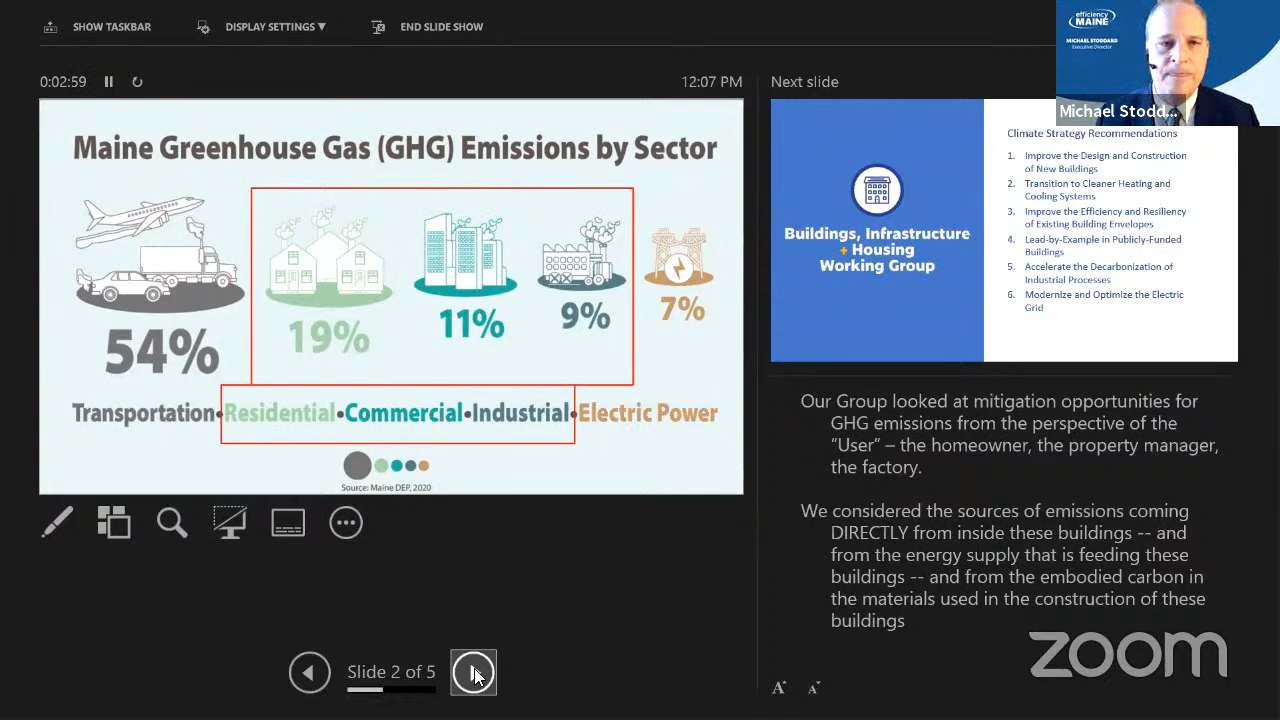 SHOW TASKBAR
DISPLAY SETTINGS ▼
END SLIDE SHOW
efficiency
MAINE
MICHAEL STODDARD
Executive Director
Michael Stodd...
0:02:59
12:07 PM
Next slide
Maine Greenhouse Gas (GHG) Emissions by Sector
54%
19%
11%
9%
7%
Transportation•Residential•Commercial•Industrial•Electric Power
Source: Maine DEP, 2020
Buildings, Infrastructure
+ Housing
Working Group
Climate Strategy Recommendations
1. Improve the Design and Construction
of New Buildings
2. Transition to Cleaner Heating and
Cooling Systems
3. Improve the Efficiency and Resiliency
of Existing Building Envelopes
4. Lead-by-Example in Publicly-Funded
Buildings
5. Accelerate the Decarbonization of
Industrial Processes
6. Modernize and Optimize the Electric
Grid
Our Group looked at mitigation opportunities for
GHG emissions from the perspective of the
“User” – the homeowner, the property manager,
the factory.
We considered the sources of emissions coming
DIRECTLY from inside these buildings -- and
from the energy supply that is feeding these
buildings -- and from the embodied carbon in
the materials used in the construction of these
buildings
Slide 2 of 5
A A
zoom